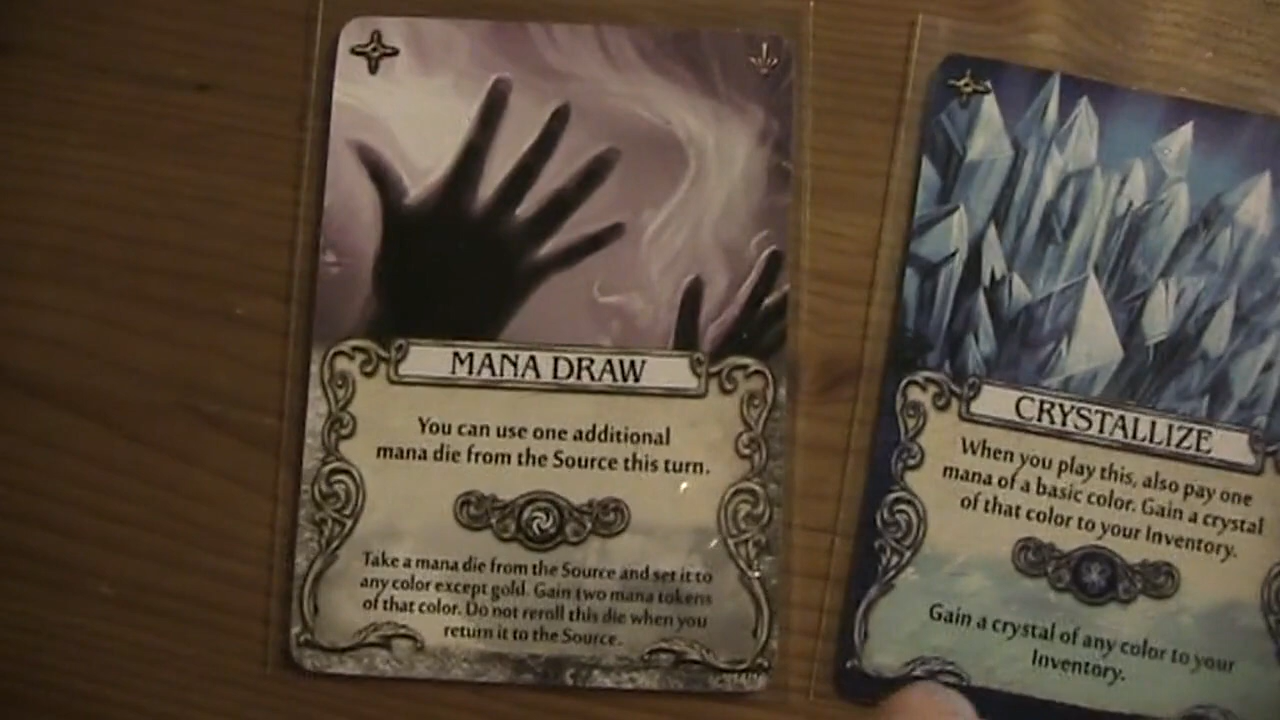 MANA DRAW
You can use one additional
mana die from the Source this turn.
Take a mana die from the Source and set it to
any color except gold. Gain two mana tokens
of that color. Do not reroll this die when you
return it to the Source.
CRYSTALLIZE
When you play this, also pay one
mana of a basic color. Gain a crystal
of that color to your Inventory.
Gain a crystal of any color to your
Inventory.